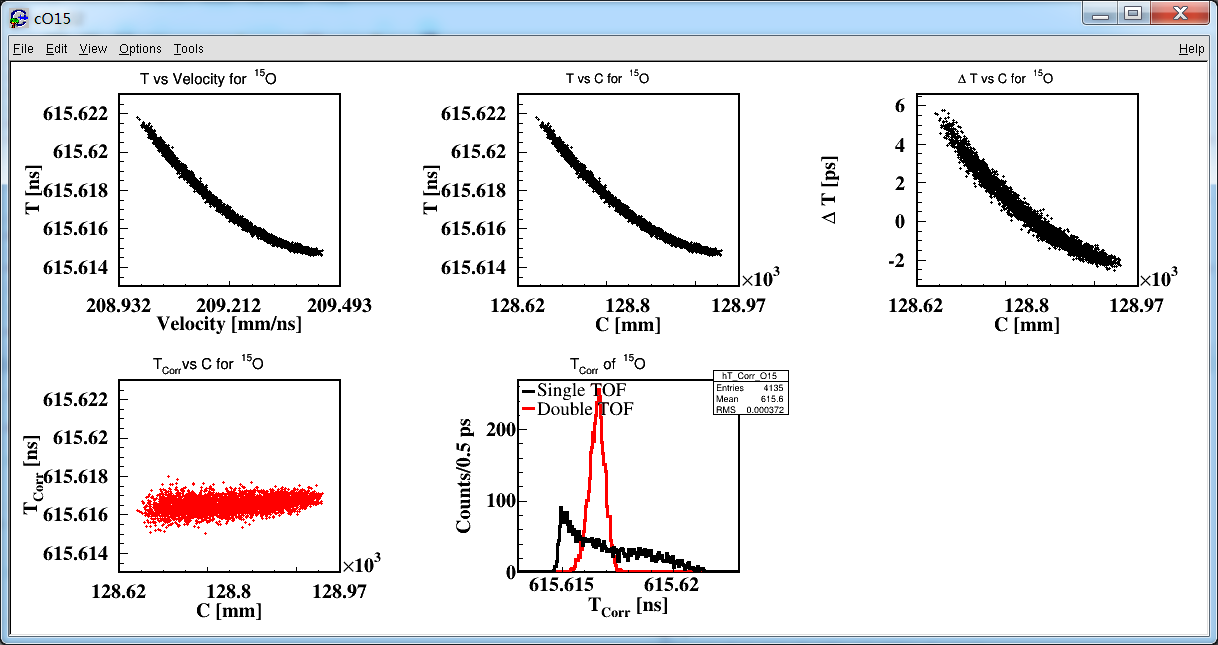 cO15
File Edit View Options Tools Help
T vs Velocity for ¹⁵O
T [ns]
615.622
615.62
615.618
615.616
615.614
208.932 209.212 209.493
Velocity [mm/ns]
T vs C for ¹⁵O
T [ns]
615.622
615.62
615.618
615.616
615.614
×10³
128.62 128.8 128.97
C [mm]
Δ T vs C for ¹⁵O
Δ T [ps]
6
4
2
0
-2
×10³
128.62 128.8 128.97
C [mm]
T_Corr vs C for ¹⁵O
T_Corr [ns]
615.622
615.62
615.618
615.616
615.614
×10³
128.62 128.8 128.97
C [mm]
T_Corr of ¹⁵O
hT_Corr_O15
Entries 4135
Mean 615.6
RMS 0.000372
Single TOF
Double TOF
Counts/0.5 ps
200
100
0
615.615 615.62
T_Corr [ns]